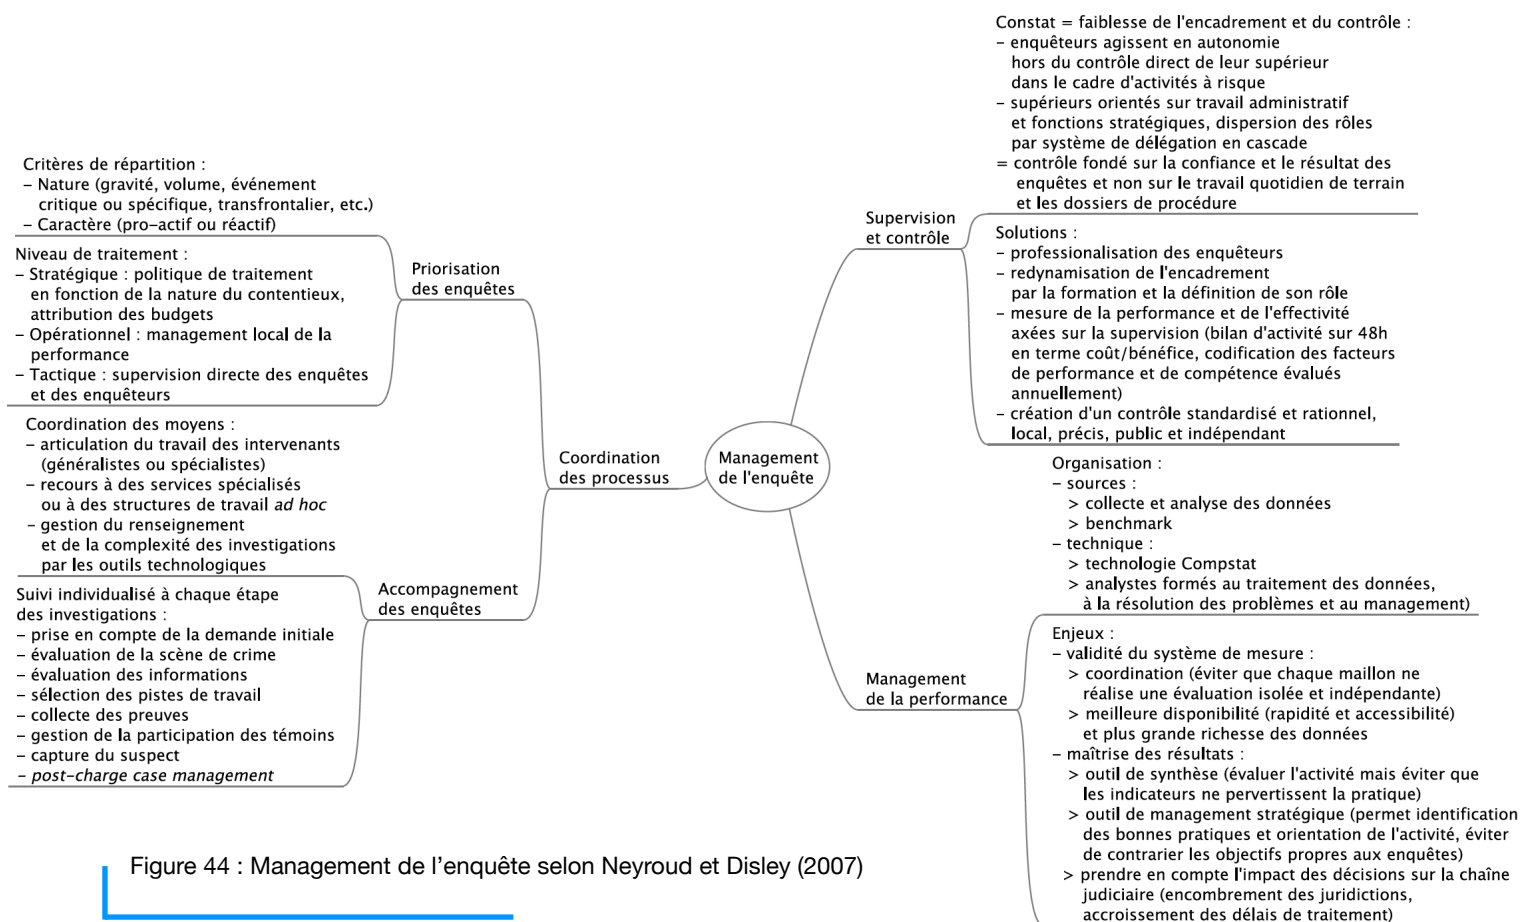 Management
de l'enquête
Coordination
des processus
Priorisation
des enquêtes
Critères de répartition :
– Nature (gravité, volume, événement
critique ou spécifique, transfrontalier, etc.)
– Caractère (pro–actif ou réactif)
Niveau de traitement :
– Stratégique : politique de traitement
en fonction de la nature du contentieux,
attribution des budgets
– Opérationnel : management local de la
performance
– Tactique : supervision directe des enquêtes
et des enquêteurs
Accompagnement
des enquêtes
Coordination des moyens :
– articulation du travail des intervenants
(généralistes ou spécialistes)
– recours à des services spécialisés
ou à des structures de travail ad hoc
– gestion du renseignement
et de la complexité des investigations
par les outils technologiques
Suivi individualisé à chaque étape
des investigations :
– prise en compte de la demande initiale
– évaluation de la scène de crime
– évaluation des informations
– sélection des pistes de travail
– collecte des preuves
– gestion de la participation des témoins
– capture du suspect
– post–charge case management
Supervision
et contrôle
Constat = faiblesse de l'encadrement et du contrôle :
– enquêteurs agissent en autonomie
hors du contrôle direct de leur supérieur
dans le cadre d'activités à risque
– supérieurs orientés sur travail administratif
et fonctions stratégiques, dispersion des rôles
par système de délégation en cascade
= contrôle fondé sur la confiance et le résultat des
enquêtes et non sur le travail quotidien de terrain
et les dossiers de procédure
Solutions :
– professionalisation des enquêteurs
– redynamisation de l'encadrement
par la formation et la définition de son rôle
– mesure de la performance et de l'effectivité
axées sur la supervision (bilan d'activité sur 48h
en terme coût/bénéfice, codification des facteurs
de performance et de compétence évalués
annuellement)
– création d'un contrôle standardisé et rationnel,
local, précis, public et indépendant
Management
de la performance
Organisation :
– sources :
> collecte et analyse des données
> benchmark
– technique :
> technologie Compstat
> analystes formés au traitement des données,
à la résolution des problèmes et au management)
Enjeux :
– validité du système de mesure :
> coordination (éviter que chaque maillon ne
réalise une évaluation isolée et indépendante)
> meilleure disponibilité (rapidité et accessibilité)
et plus grande richesse des données
– maîtrise des résultats :
> outil de synthèse (évaluer l'activité mais éviter que
les indicateurs ne pervertissent la pratique)
> outil de management stratégique (permet identification
des bonnes pratiques et orientation de l'activité, éviter
de contrarier les objectifs propres aux enquêtes)
> prendre en compte l'impact des décisions sur la chaîne
judiciaire (encombrement des juridictions,
accroissement des délais de traitement)
Figure 44 : Management de l’enquête selon Neyroud et Disley (2007)